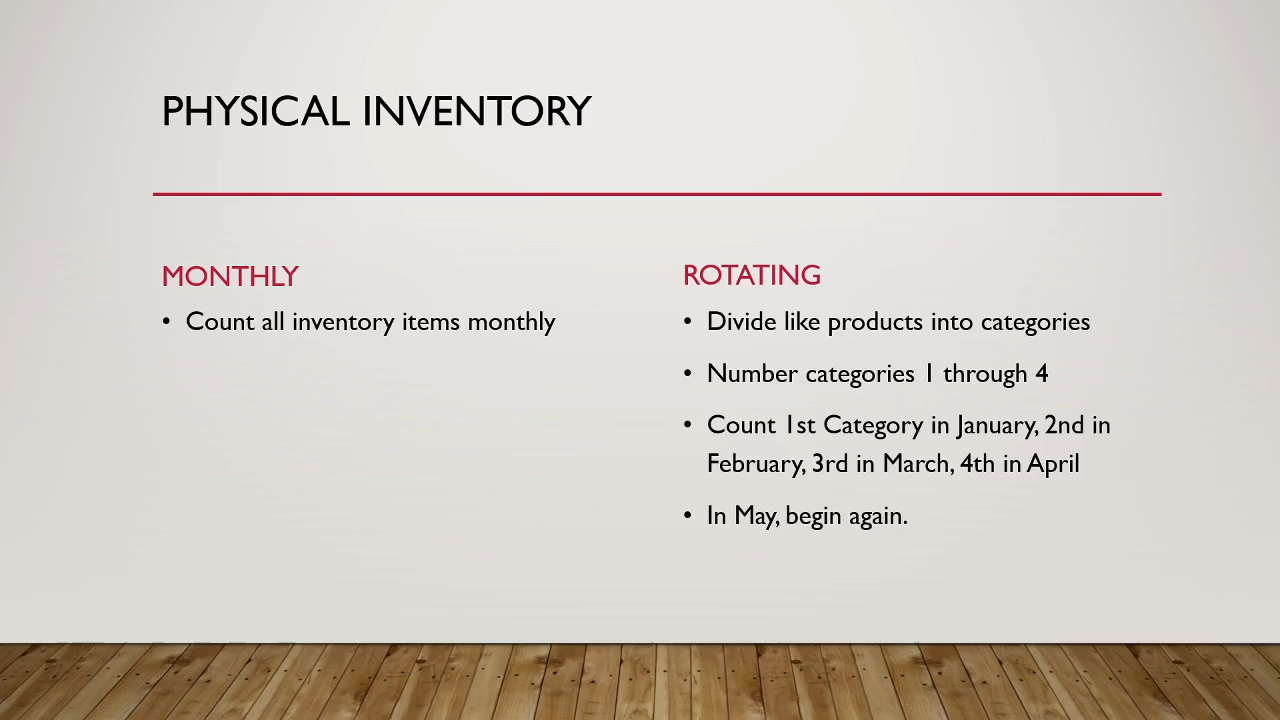 PHYSICAL INVENTORY
MONTHLY
• Count all inventory items monthly
ROTATING
• Divide like products into categories
• Number categories 1 through 4
• Count 1st Category in January, 2nd in
February, 3rd in March, 4th in April
• In May, begin again.